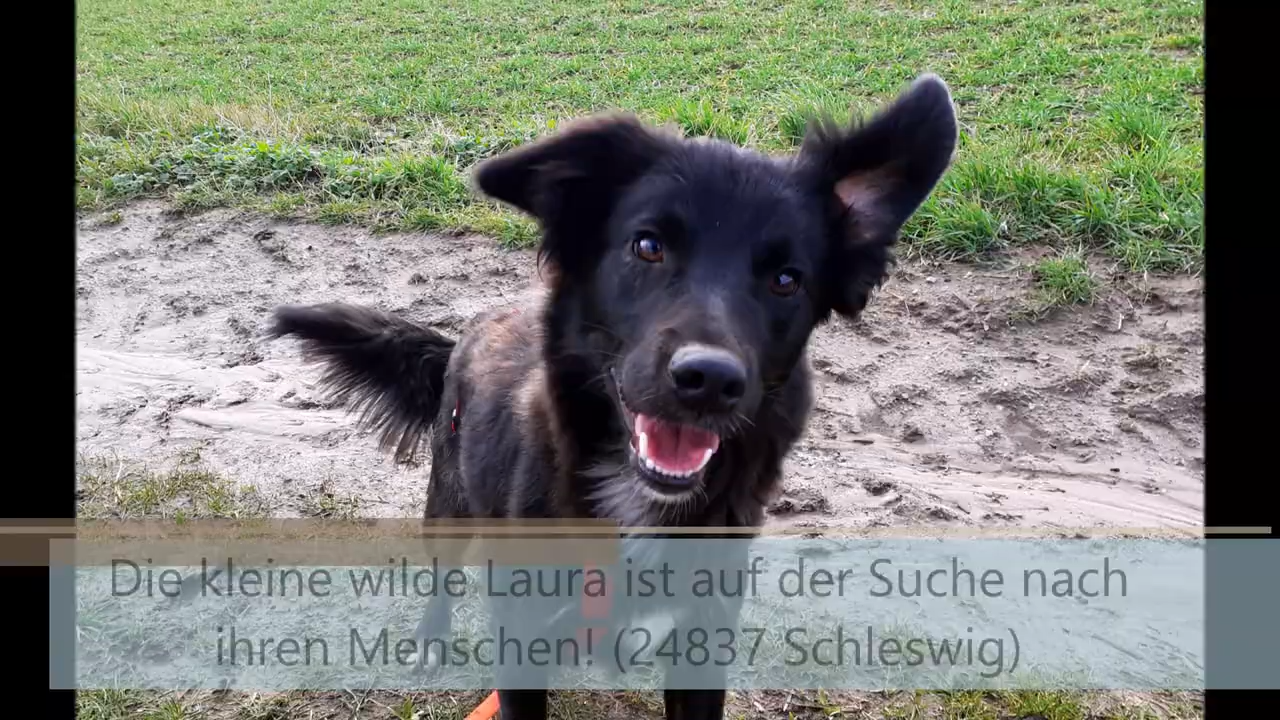 Die kleine wilde Laura ist auf der Suche nach
ihren Menschen! (24837 Schleswig)